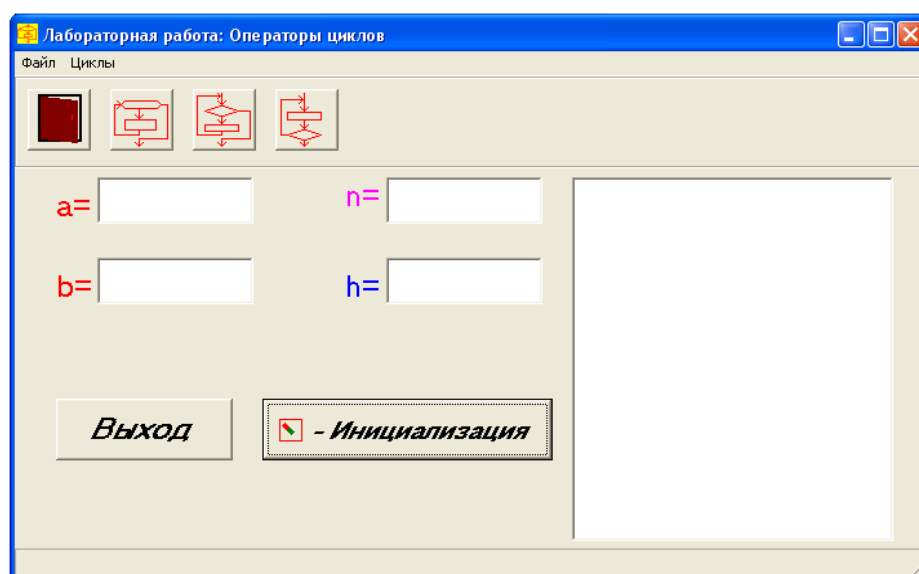 Лабораторная работа: Операторы циклов
Файл Циклы
a= n=
b= h=
Выход - Инициализация